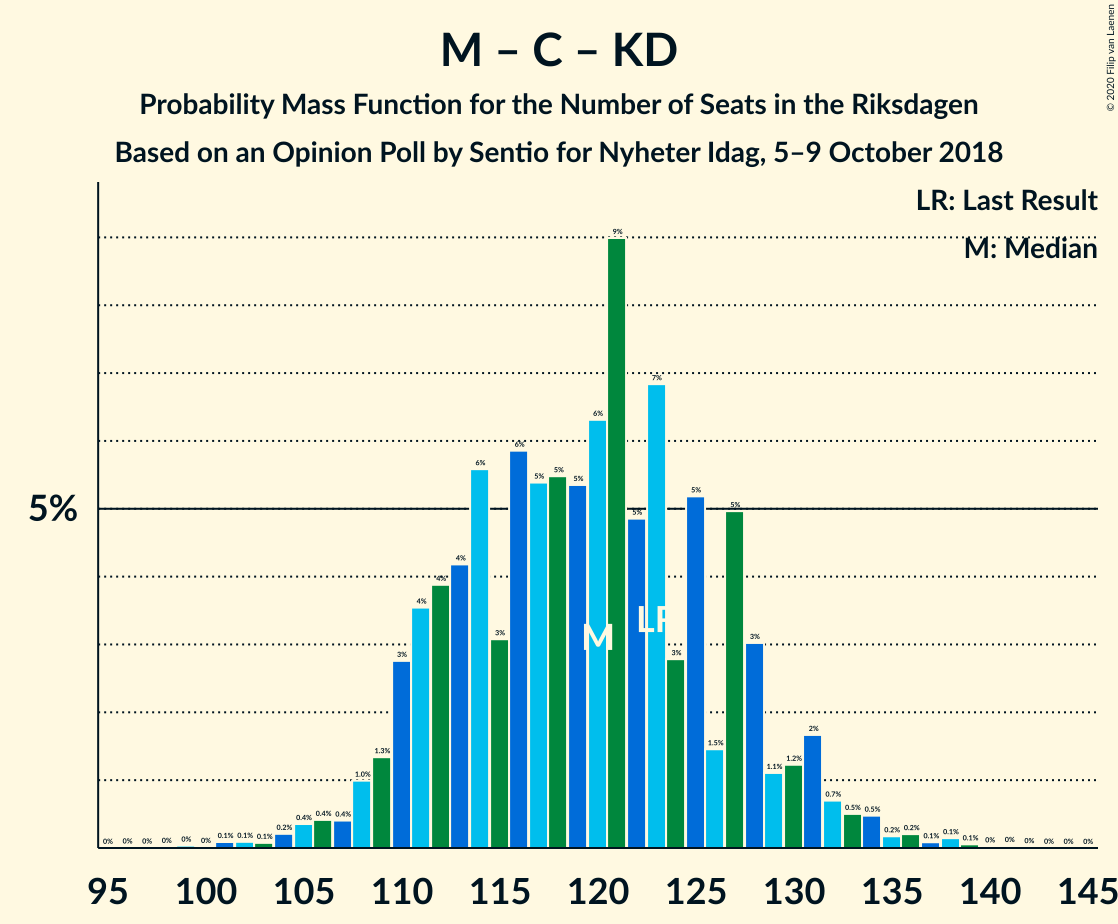 M – C – KD
Probability Mass Function for the Number of Seats in the Riksdagen
Based on an Opinion Poll by Sentio for Nyheter Idag, 5–9 October 2018
© 2020 Filip van Laenen
LR: Last Result
M: Median
5%
0% 0% 0% 0% 0% 0% 0.1% 0.1% 0.1% 0.2% 0.4% 0.4% 0.4% 1.0% 1.3% 3% 4% 4% 4% 6% 3% 6% 5% 5% 5% 6% 9% 5% 7% 3% 5% 1.5% 5% 3% 1.1% 1.2% 2% 0.7% 0.5% 0.5% 0.2% 0.2% 0.1% 0.1% 0.1% 0% 0% 0% 0% 0% 0%
M LR
95 100 105 110 115 120 125 130 135 140 145